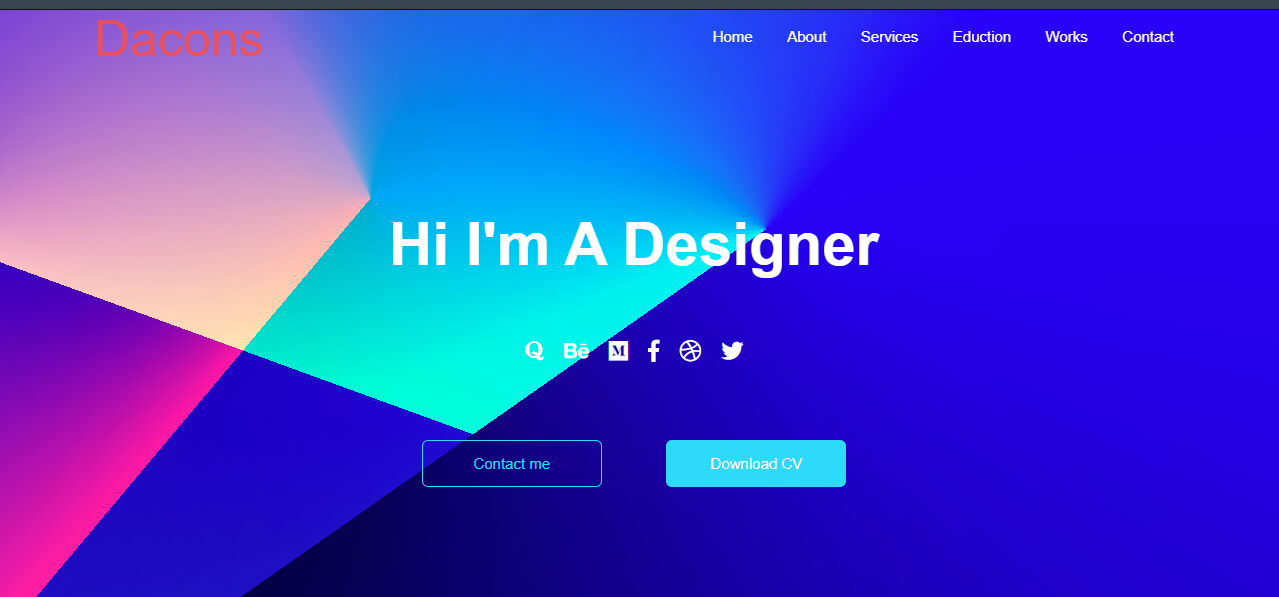 Dacons
Home About Services Eduction Works Contact
Hi I'm A Designer
Contact me Download CV